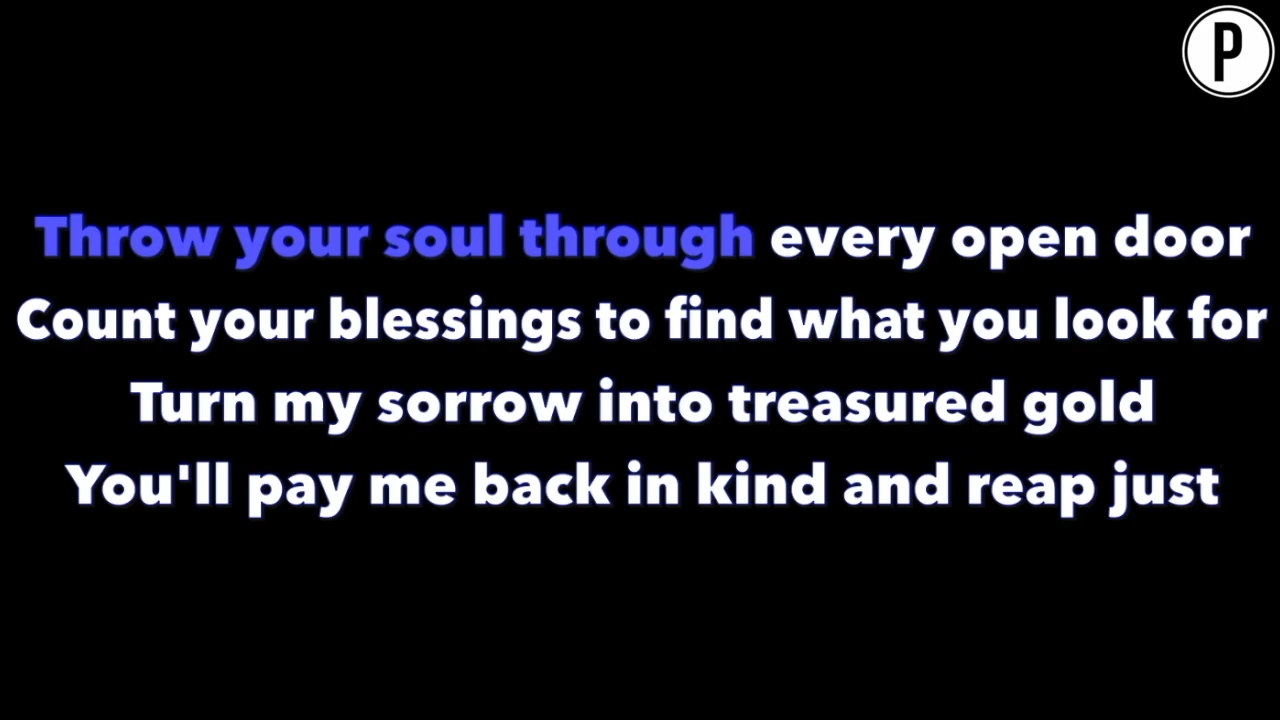 P
Throw your soul through every open door
Count your blessings to find what you look for
Turn my sorrow into treasured gold
You'll pay me back in kind and reap just